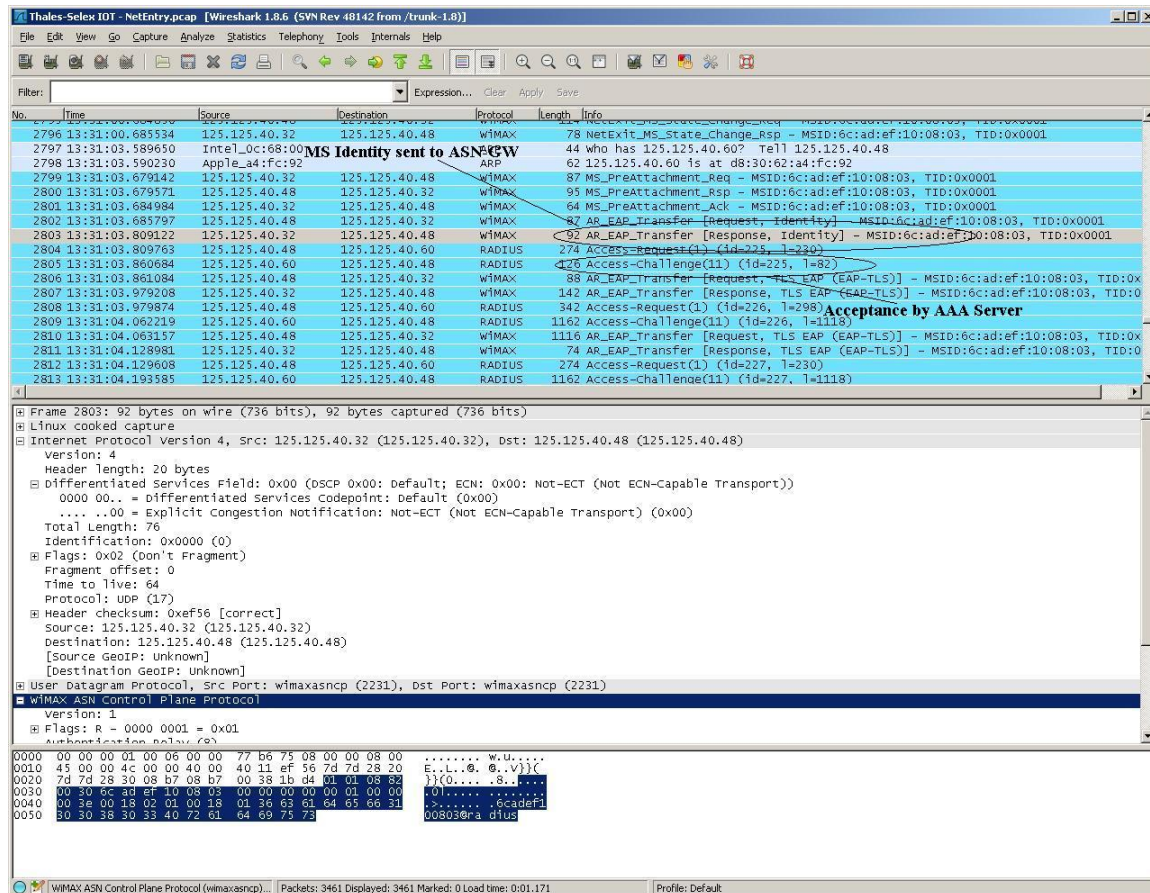 Thales-Selex IOT - NetEntry.pcap [Wireshark 1.8.6 (SVN Rev 48142 from /trunk-1.8)]
File Edit View Go Capture Analyze Statistics Telephony Tools Internals Help
Filter: Expression... Clear Apply Save
No. Time Source Destination Protocol Length Info
2796 13:31:00.685534 125.125.40.32 125.125.40.48 WiMAX 78 NetExit_MS_State_Change_Rsp - MSID:6c:ad:ef:10:08:03, TID:0x0001
2797 13:31:03.589650 Intel_0c:68:00 44 who has 125.125.40.60? Tell 125.125.40.48
MS Identity sent to ASN-GW
2798 13:31:03.590230 Apple_a4:fc:92 ARP 62 125.125.40.60 is at d8:30:62:a4:fc:92
2799 13:31:03.679142 125.125.40.32 125.125.40.48 WiMAX 87 MS_PreAttachment_Req - MSID:6c:ad:ef:10:08:03, TID:0x0001
2800 13:31:03.679571 125.125.40.48 125.125.40.32 WiMAX 95 MS_PreAttachment_Rsp - MSID:6c:ad:ef:10:08:03, TID:0x0001
2801 13:31:03.684984 125.125.40.32 125.125.40.48 WiMAX 64 MS_PreAttachment_Ack - MSID:6c:ad:ef:10:08:03, TID:0x0001
2802 13:31:03.685797 125.125.40.48 125.125.40.32 WiMAX 87 AR_EAP_Transfer [Request, Identity] - MSID:6c:ad:ef:10:08:03, TID:0x0001
2803 13:31:03.809122 125.125.40.32 125.125.40.48 WiMAX 92 AR_EAP_Transfer [Response, Identity] - MSID:6c:ad:ef:10:08:03, TID:0x0001
2804 13:31:03.809763 125.125.40.48 125.125.40.60 RADIUS 274 Access-Request(1) (id=225, l=230)
2805 13:31:03.860684 125.125.40.60 125.125.40.48 RADIUS 126 Access-Challenge(11) (id=225, l=82)
2806 13:31:03.861084 125.125.40.48 125.125.40.32 WiMAX 88 AR_EAP_Transfer [Request, TLS EAP (EAP-TLS)] - MSID:6c:ad:ef:10:08:03, TID:0x
2807 13:31:03.979208 125.125.40.32 125.125.40.48 WiMAX 142 AR_EAP_Transfer [Response, TLS EAP (EAP-TLS)] - MSID:6c:ad:ef:10:08:03, TID:0
2808 13:31:03.979874 125.125.40.48 125.125.40.60 RADIUS 342 Access-Request(1) (id=226, l=298)
Acceptance by AAA Server
2809 13:31:04.062219 125.125.40.60 125.125.40.48 RADIUS 1162 Access-Challenge(11) (id=226, l=1118)
2810 13:31:04.063157 125.125.40.48 125.125.40.32 WiMAX 1116 AR_EAP_Transfer [Request, TLS EAP (EAP-TLS)] - MSID:6c:ad:ef:10:08:03, TID:0x
2811 13:31:04.128981 125.125.40.32 125.125.40.48 WiMAX 74 AR_EAP_Transfer [Response, TLS EAP (EAP-TLS)] - MSID:6c:ad:ef:10:08:03, TID:0
2812 13:31:04.129608 125.125.40.48 125.125.40.60 RADIUS 274 Access-Request(1) (id=227, l=230)
2813 13:31:04.193585 125.125.40.60 125.125.40.48 RADIUS 1162 Access-Challenge(11) (id=227, l=1118)
Frame 2803: 92 bytes on wire (736 bits), 92 bytes captured (736 bits)
Linux cooked capture
Internet Protocol Version 4, Src: 125.125.40.32 (125.125.40.32), Dst: 125.125.40.48 (125.125.40.48)
Version: 4
Header length: 20 bytes
Differentiated Services Field: 0x00 (DSCP 0x00: Default; ECN: 0x00: Not-ECT (Not ECN-Capable Transport))
0000 00.. = Differentiated Services Codepoint: Default (0x00)
.... ..00 = Explicit Congestion Notification: Not-ECT (Not ECN-Capable Transport) (0x00)
Total Length: 76
Identification: 0x0000 (0)
Flags: 0x02 (Don't Fragment)
Fragment offset: 0
Time to live: 64
Protocol: UDP (17)
Header checksum: 0xef56 [correct]
Source: 125.125.40.32 (125.125.40.32)
Destination: 125.125.40.48 (125.125.40.48)
[Source GeoIP: Unknown]
[Destination GeoIP: Unknown]
User Datagram Protocol, Src Port: wimaxasncp (2231), Dst Port: wimaxasncp (2231)
WiMAX ASN Control Plane Protocol
Version: 1
Flags: R - 0000 0001 = 0x01
Authentication Relay (8)
0000 00 00 00 01 00 06 00 00 77 b6 75 08 00 00 08 00 ........ w.u.....
0010 45 00 00 4c 00 00 40 00 40 11 ef 56 7d 7d 28 20 E..L..@. @..V}}(
0020 7d 7d 28 30 08 b7 08 b7 00 38 1b d4 01 01 08 82 }}(0.... .8......
0030 00 30 6c ad ef 10 08 03 00 00 00 00 00 01 00 00 .0l..... ........
0040 00 3e 00 18 02 01 00 18 01 36 63 61 64 65 66 31 .>...... .6cadef1
0050 30 30 38 30 33 40 72 61 64 69 75 73 00803@ra dius
WiMAX ASN Control Plane Protocol (wimaxasncp)... Packets: 3461 Displayed: 3461 Marked: 0 Load time: 0:01.171 Profile: Default